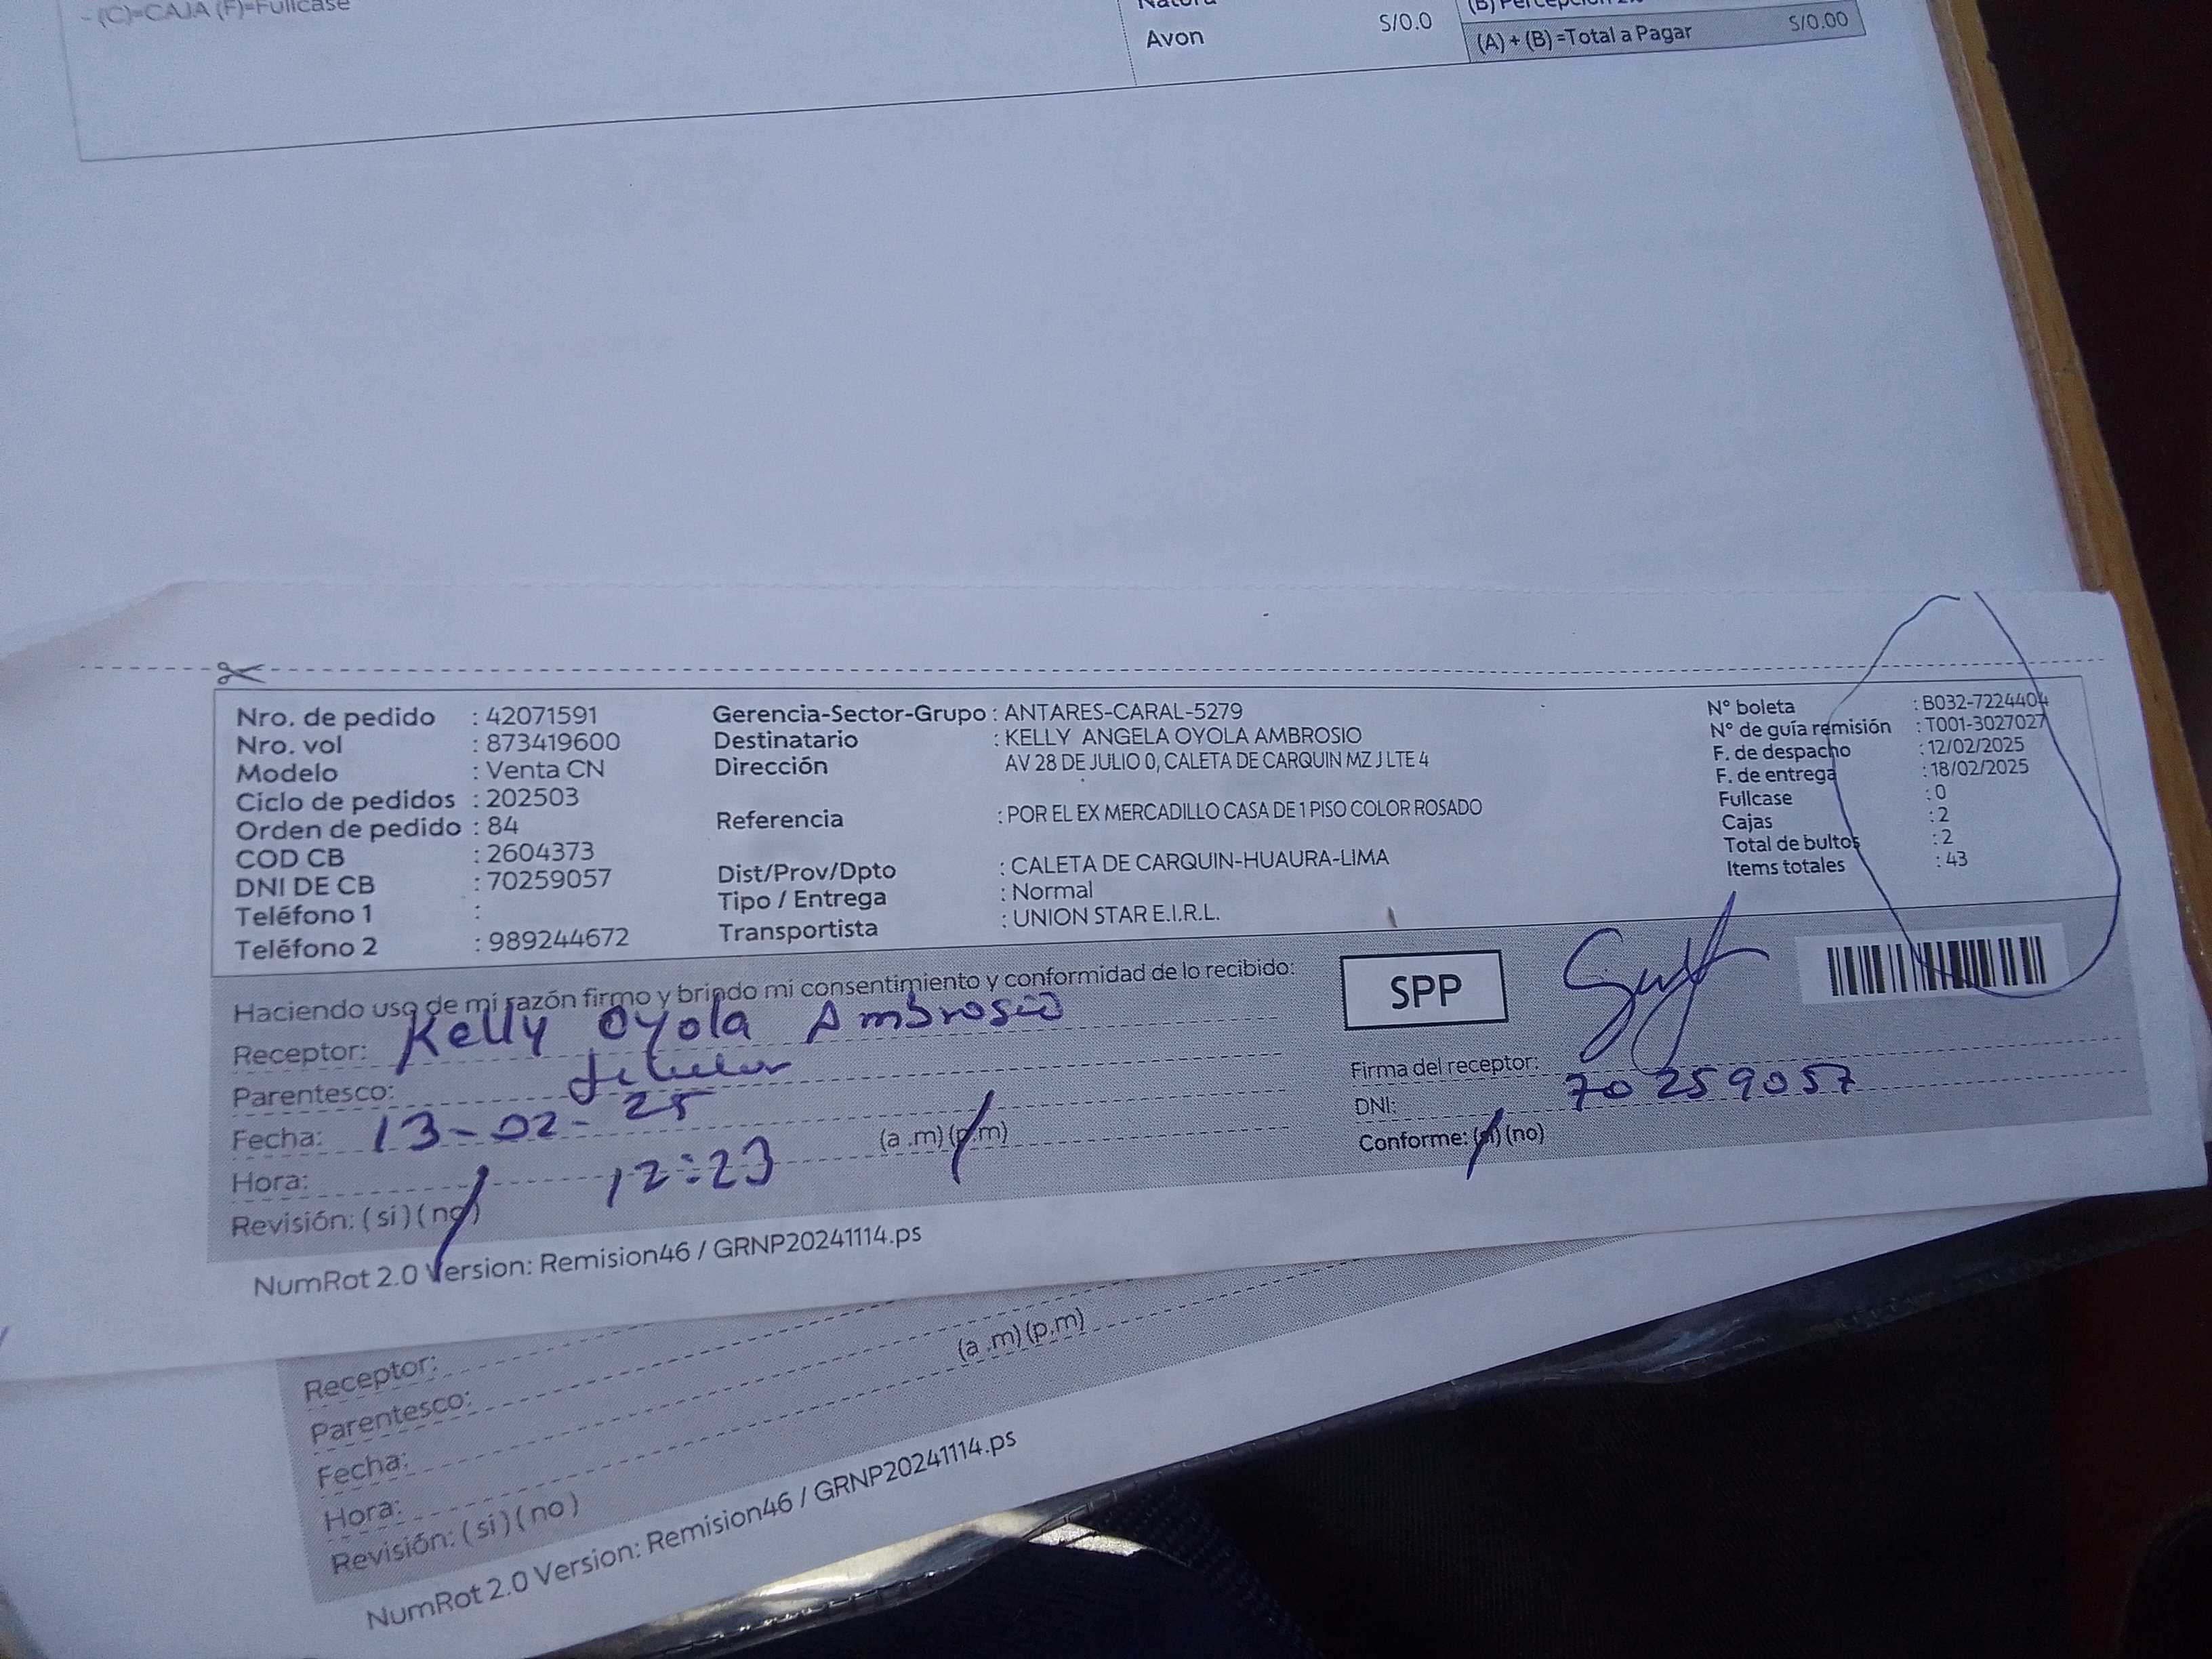 - (C)=CAJA (F)=Fullcase
Natura
Avon S/0.0
(A) + (B) =Total a Pagar S/0.00
Nro. de pedido : 42071591
Nro. vol : 873419600
Modelo : Venta CN
Ciclo de pedidos : 202503
Orden de pedido : 84
COD CB : 2604373
DNI DE CB : 70259057
Teléfono 1 :
Teléfono 2 : 989244672
Gerencia-Sector-Grupo : ANTARES-CARAL-5279
Destinatario : KELLY ANGELA OYOLA AMBROSIO
Dirección AV 28 DE JULIO 0, CALETA DE CARQUIN MZ J LTE 4
Referencia : POR EL EX MERCADILLO CASA DE 1 PISO COLOR ROSADO
Dist/Prov/Dpto : CALETA DE CARQUIN-HUAURA-LIMA
Tipo / Entrega : Normal
Transportista : UNION STAR E.I.R.L.
N° boleta : B032-7224404
N° de guía remisión : T001-3027027
F. de despacho : 12/02/2025
F. de entrega : 18/02/2025
Fullcase : 0
Cajas : 2
Total de bultos : 2
Items totales : 43
Haciendo uso de mi razón firmo y brindo mi consentimiento y conformidad de lo recibido:
Receptor: Kelly Oyola Ambrosio
Parentesco: titular
Fecha: 13-02-25
Hora: 12:23 (a .m) (p.m)
Revisión: ( si ) ( no )
SPP
Firma del receptor:
DNI: 70259057
Conforme: (si) (no)
NumRot 2.0 Version: Remision46 / GRNP20241114.ps
Receptor:
Parentesco:
Fecha:
Hora: (a .m) (p.m)
Revisión: ( si ) ( no )
NumRot 2.0 Version: Remision46 / GRNP20241114.ps